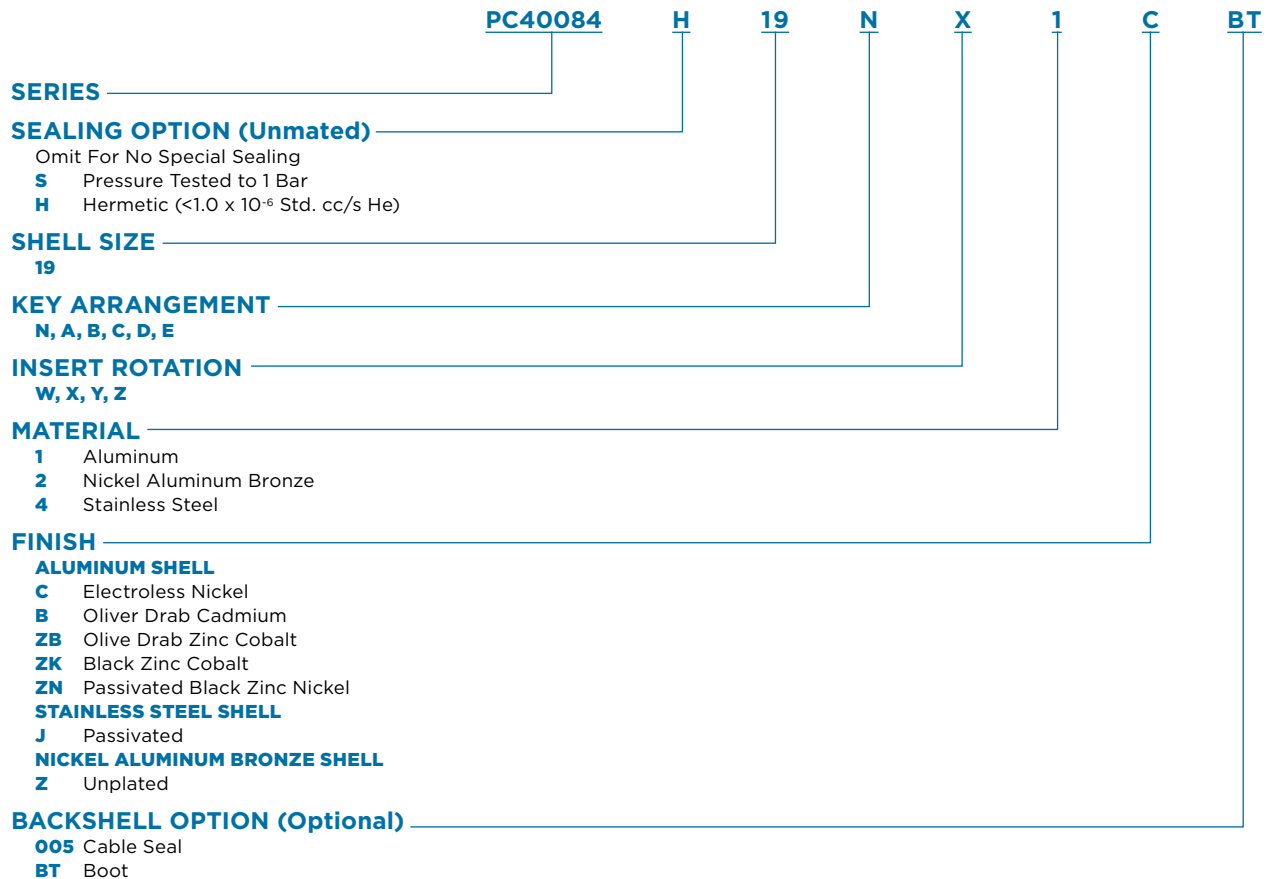 PC40084 H 19 N X 1 C BT
SERIES
SEALING OPTION (Unmated)
Omit For No Special Sealing
S Pressure Tested to 1 Bar
H Hermetic (<1.0 x 10⁻⁶ Std. cc/s He)
SHELL SIZE
19
KEY ARRANGEMENT
N, A, B, C, D, E
INSERT ROTATION
W, X, Y, Z
MATERIAL
1 Aluminum
2 Nickel Aluminum Bronze
4 Stainless Steel
FINISH
ALUMINUM SHELL
C Electroless Nickel
B Oliver Drab Cadmium
ZB Olive Drab Zinc Cobalt
ZK Black Zinc Cobalt
ZN Passivated Black Zinc Nickel
STAINLESS STEEL SHELL
J Passivated
NICKEL ALUMINUM BRONZE SHELL
Z Unplated
BACKSHELL OPTION (Optional)
005 Cable Seal
BT Boot